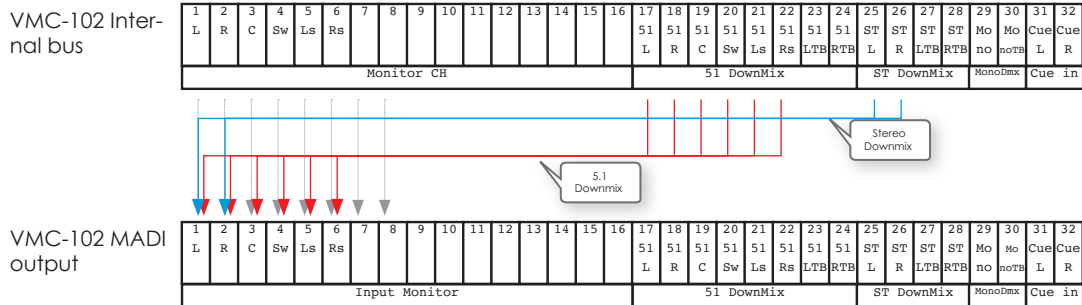 VMC-102 Inter-
nal bus
1 2 3 4 5 6 7 8 9 10 11 12 13 14 15 16 17 18 19 20 21 22 23 24 25 26 27 28 29 30 31 32
L R C Sw Ls Rs 51 51 51 51 51 51 51 51 ST ST ST ST Mo Mo Cue Cue
L R C Sw Ls Rs LTB RTB L R LTB RTB no noTB L R
Monitor CH 51 DownMix ST DownMix MonoDmx Cue in
Stereo
Downmix
5.1
Downmix
VMC-102 MADI
output
1 2 3 4 5 6 7 8 9 10 11 12 13 14 15 16 17 18 19 20 21 22 23 24 25 26 27 28 29 30 31 32
L R C Sw Ls Rs 51 51 51 51 51 51 51 51 ST ST ST ST Mo Mo Cue Cue
L R C Sw Ls Rs LTB RTB L R LTB RTB no noTB L R
Input Monitor 51 DownMix ST DownMix MonoDmx Cue in